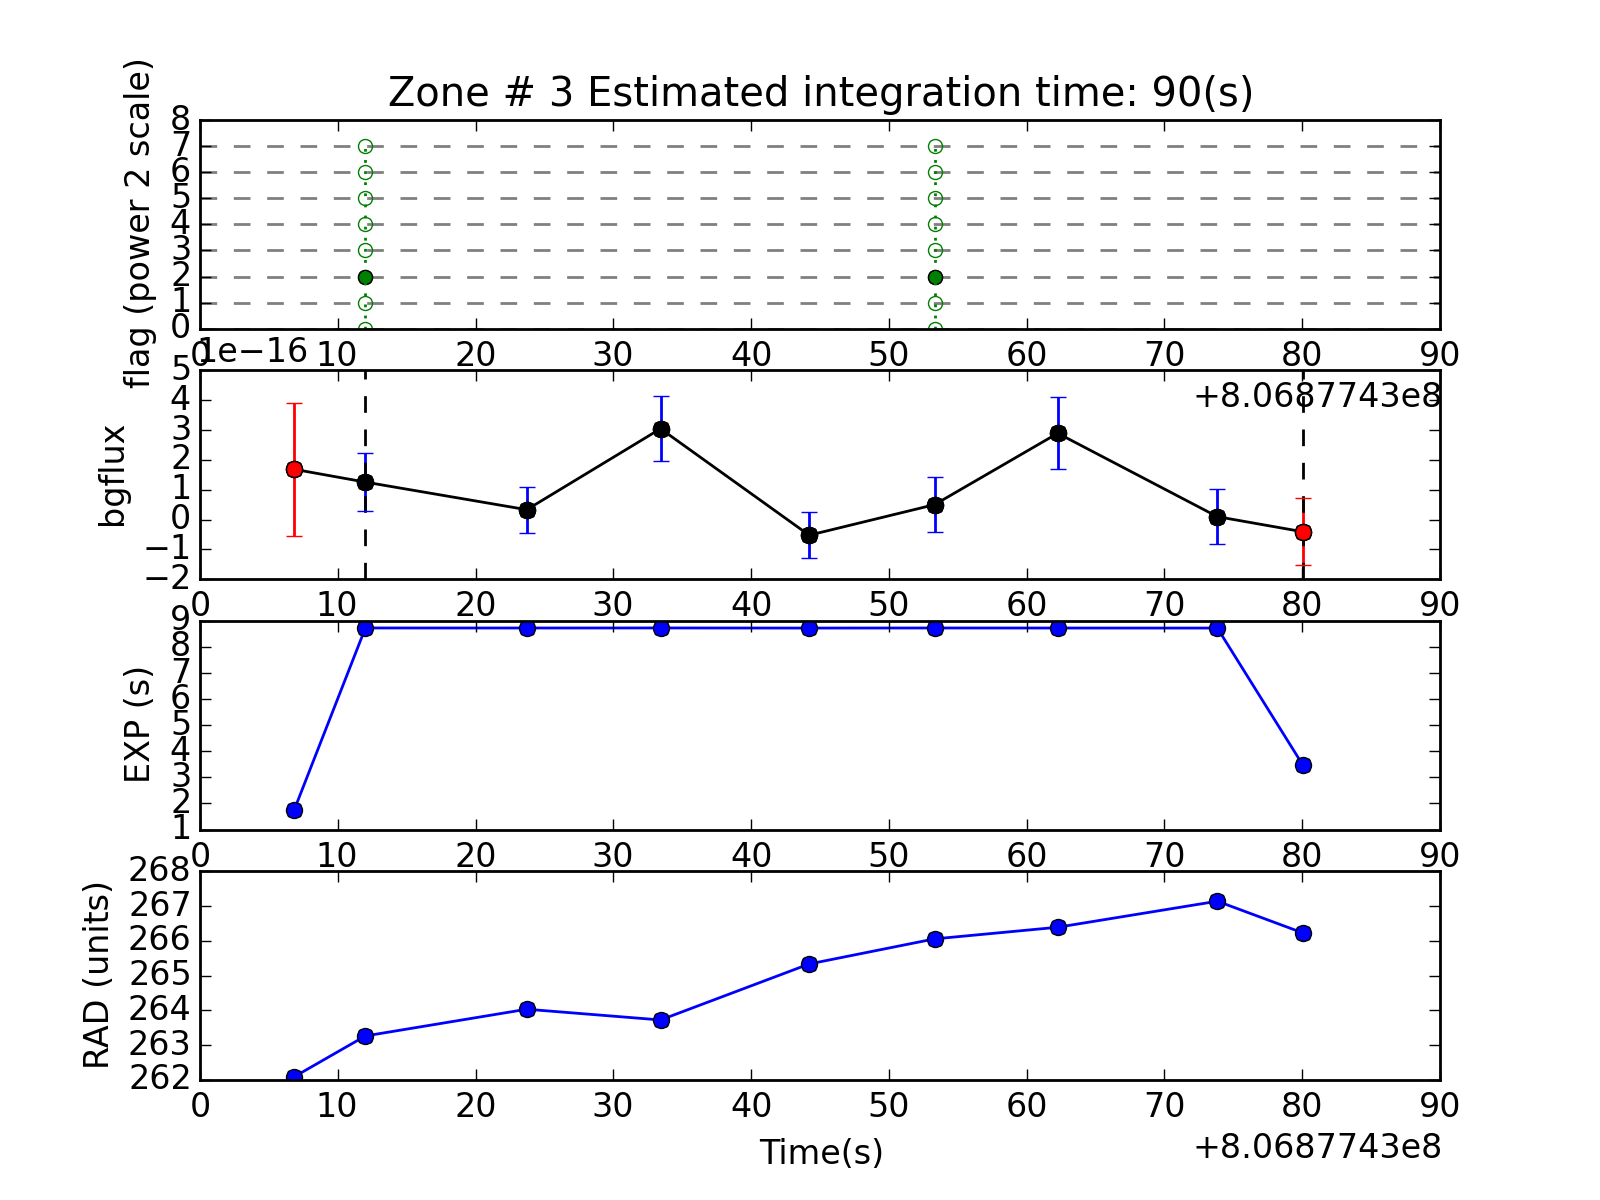 Zone # 3 Estimated integration time: 90(s)
flag (power 2 scale)
8
7
6
5
4
3
2
1
0
0 10 20 30 40 50 60 70 80 90
1e−16
+8.0687743e8
bgflux
5
4
3
2
1
0
−1
−2
0 10 20 30 40 50 60 70 80 90
EXP (s)
9
8
7
6
5
4
3
2
1
0 10 20 30 40 50 60 70 80 90
RAD (units)
268
267
266
265
264
263
262
0 10 20 30 40 50 60 70 80 90
Time(s)
+8.0687743e8